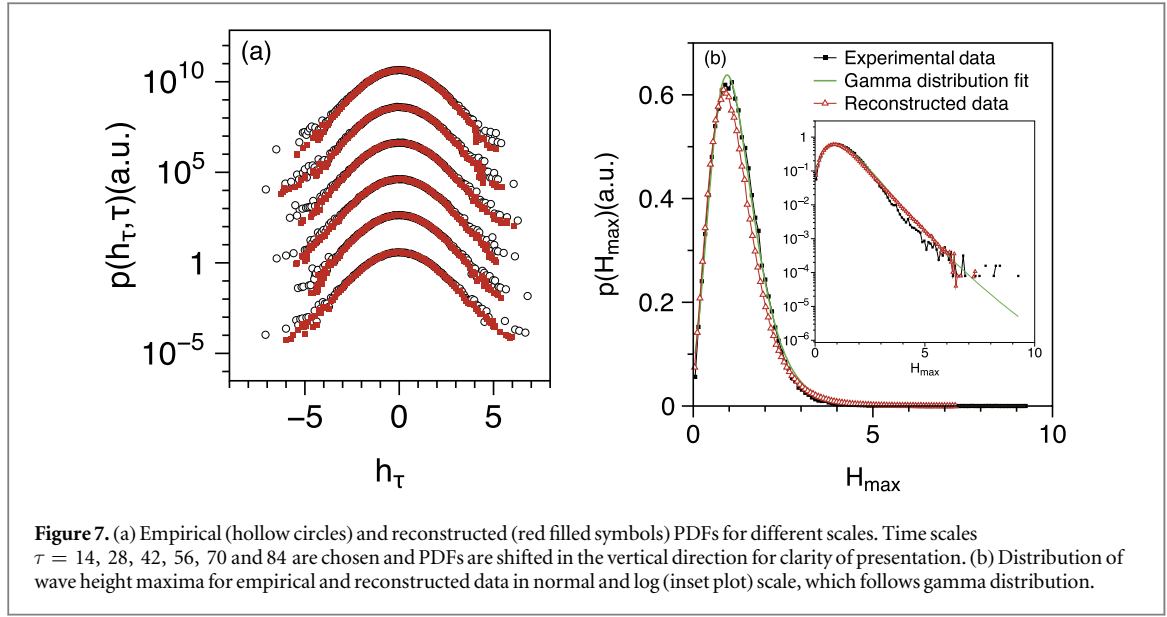 (a)
10^10
10^5
1
10^−5
p(h_τ,τ)(a.u.)
−5 0 5
h_τ
(b)
Experimental data
Gamma distribution fit
Reconstructed data
0.6
0.4
0.2
0
p(H_max)(a.u.)
0 5 10
H_max
1
10^−1
10^−2
10^−3
10^−4
10^−5
10^−6
0 5 10
H_max
Figure 7. (a) Empirical (hollow circles) and reconstructed (red filled symbols) PDFs for different scales. Time scales
τ = 14, 28, 42, 56, 70 and 84 are chosen and PDFs are shifted in the vertical direction for clarity of presentation. (b) Distribution of
wave height maxima for empirical and reconstructed data in normal and log (inset plot) scale, which follows gamma distribution.